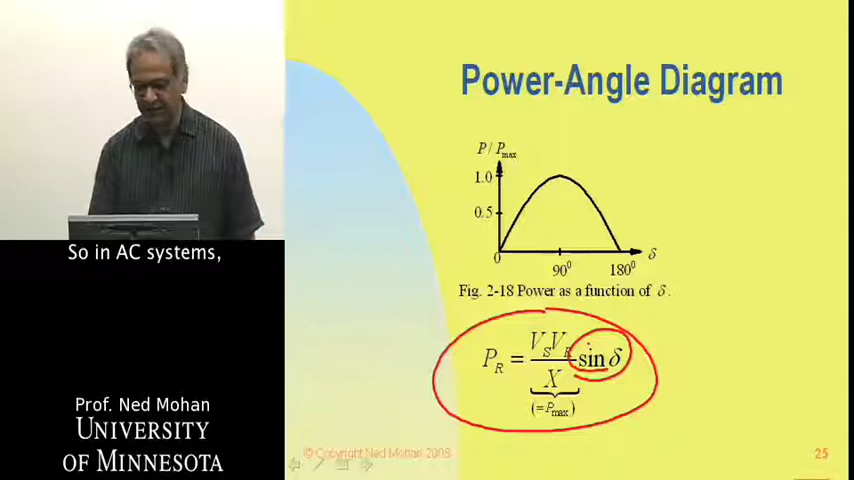 Power-Angle Diagram
P / P_max
1.0
0.5
0
90⁰
180⁰
δ
Fig. 2-18 Power as a function of δ.
P_R = V_S V_R / X sin δ
(= P_max)
So in AC systems,
Prof. Ned Mohan
UNIVERSITY
OF MINNESOTA
© Copyright Ned Mohan 2008
25